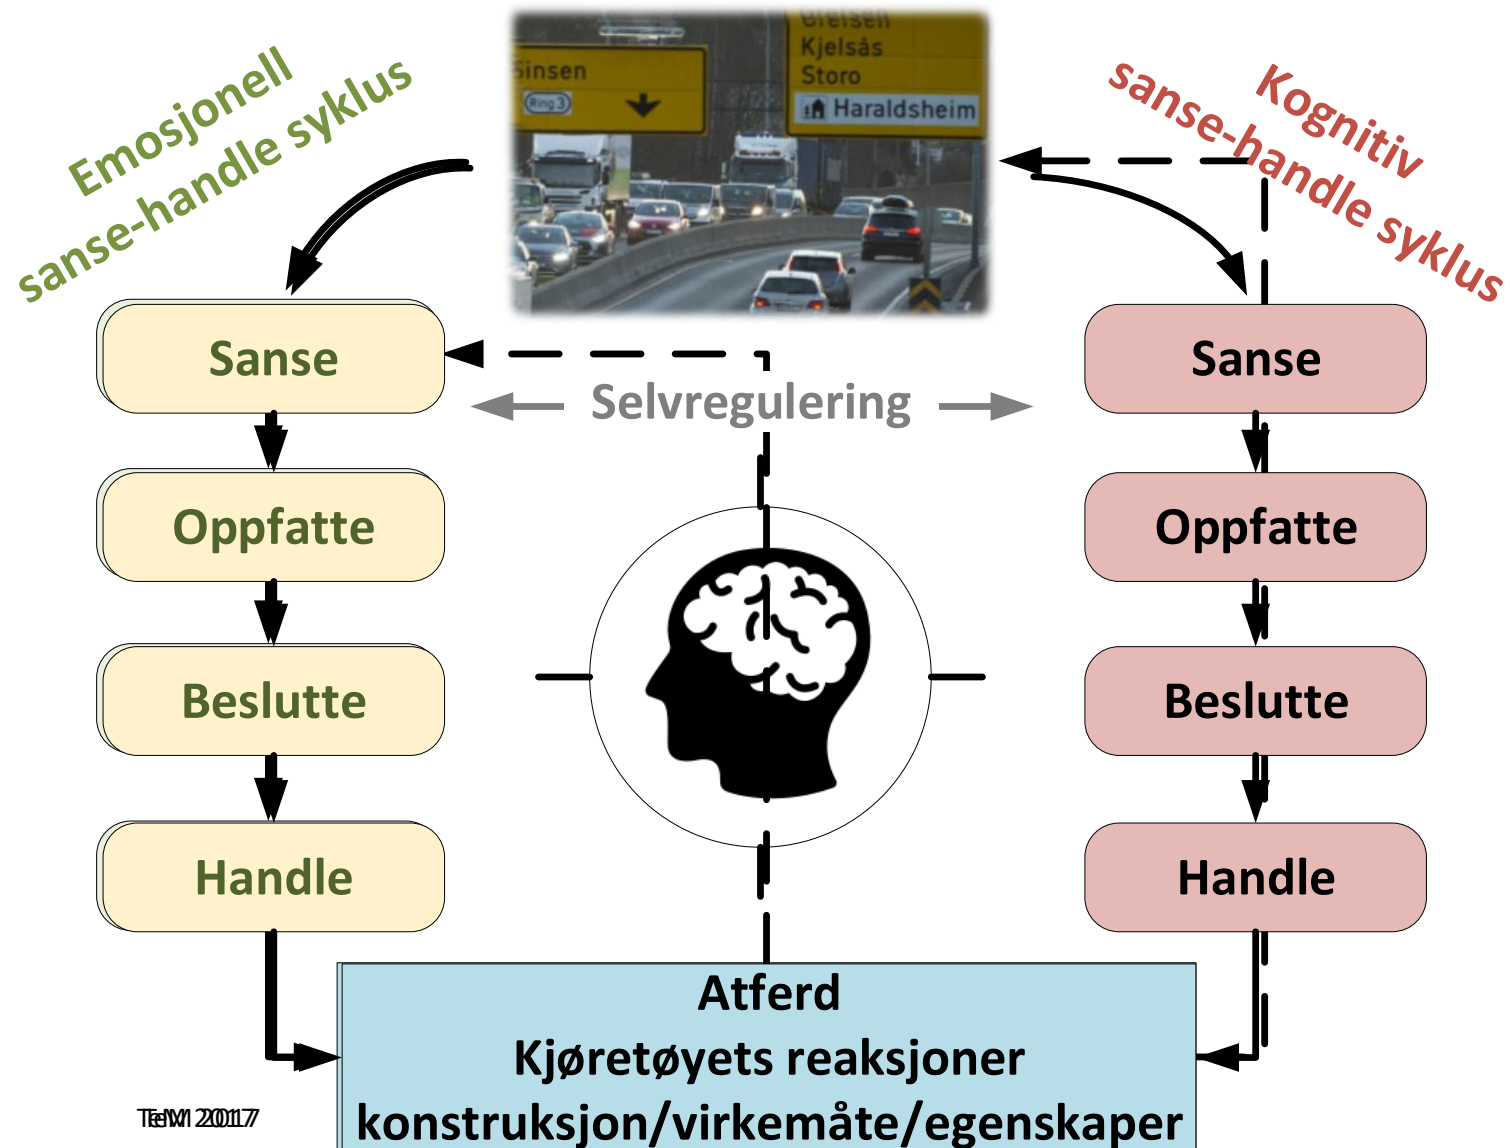 Emosjonell
sanse-handle syklus
Sinsen
Ring 3
Grefsen
Kjelsås
Storo
Haraldsheim
Kognitiv
sanse-handle syklus
Sanse
Oppfatte
Beslutte
Handle
Selvregulering
Sanse
Oppfatte
Beslutte
Handle
Atferd
Kjøretøyets reaksjoner
konstruksjon/virkemåte/egenskaper
2017